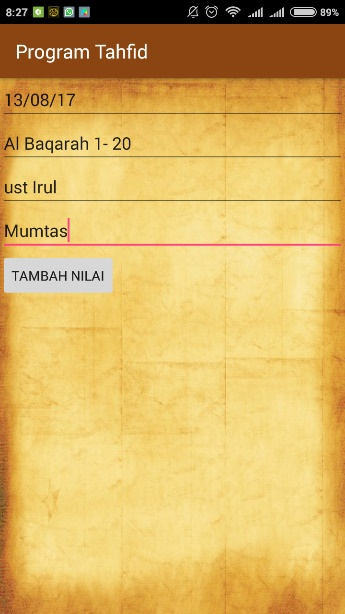 8:27
89%
Program Tahfid
13/08/17
Al Baqarah 1- 20
ust Irul
Mumtas
TAMBAH NILAI